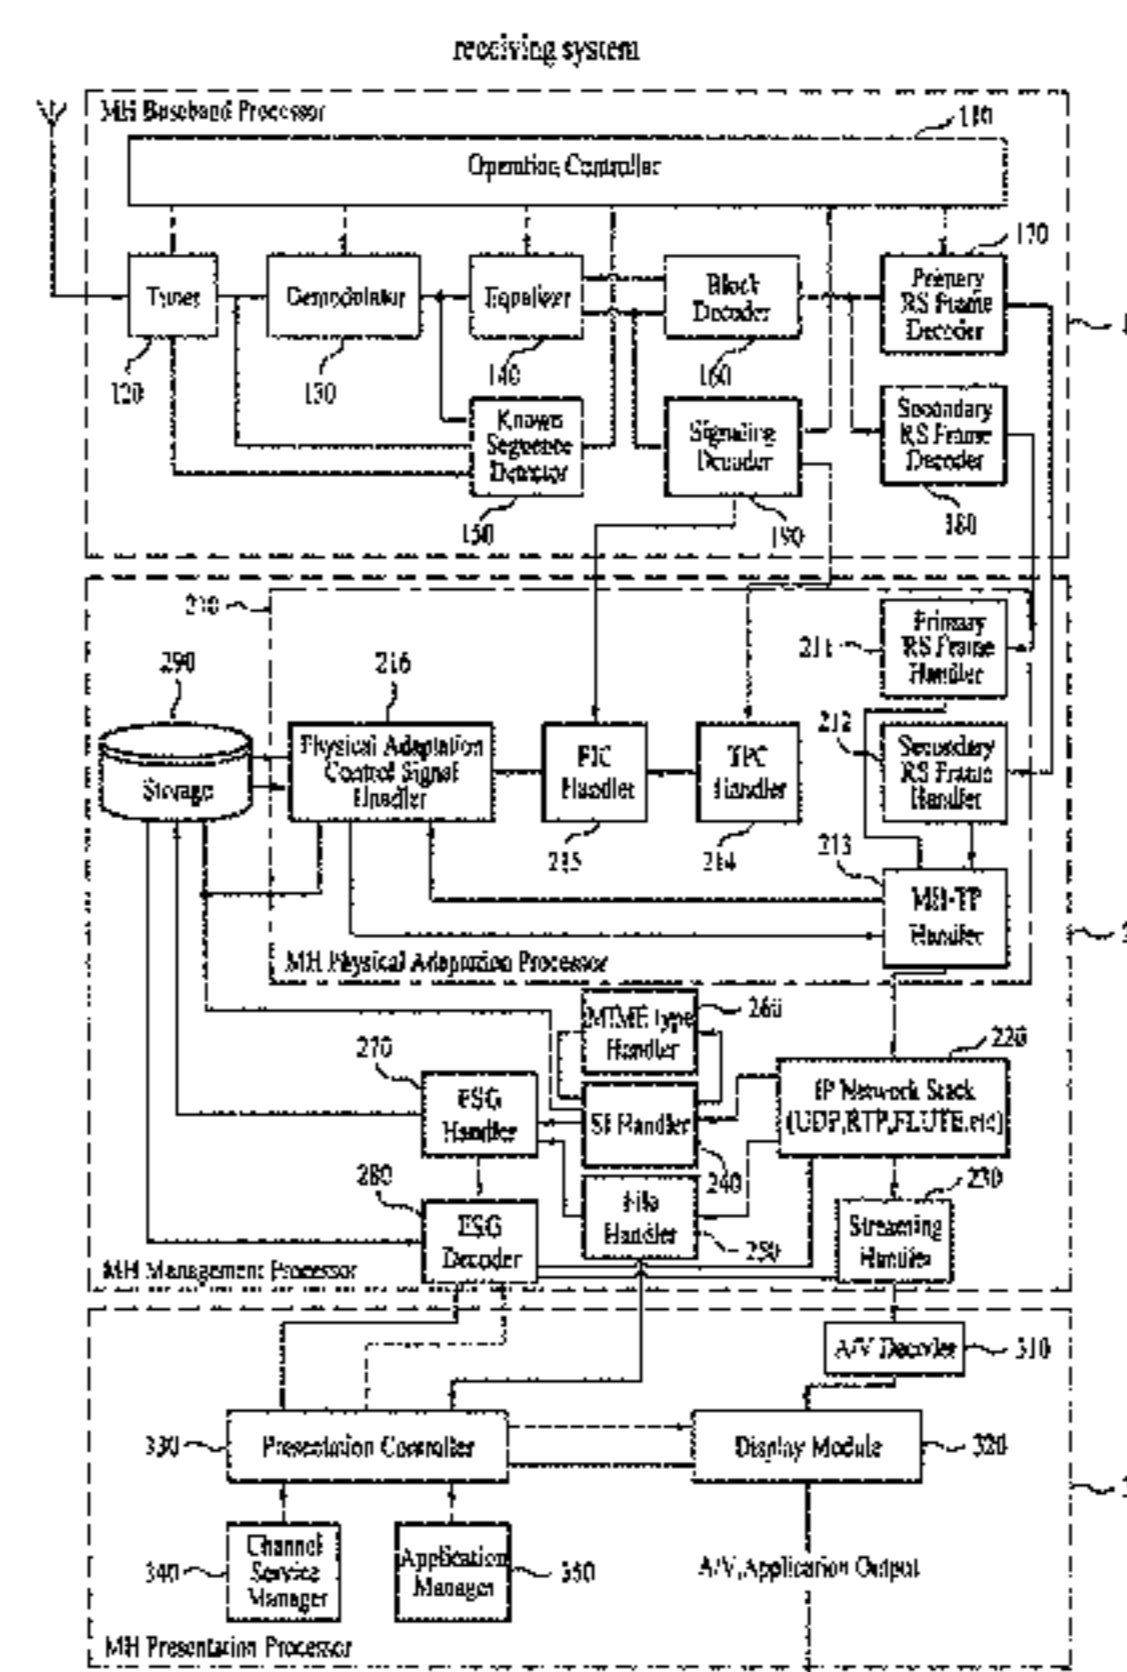 receiving system
MH Baseband Processor
110
Operation Controller
170
Tuner
Demodulator
Equalizer
Block
Decoder
Primary
RS Frame
Decoder
120
130
140
160
Known
Sequence
Detector
Signaling
Decoder
Secondary
RS Frame
Decoder
150
190
180
210
290
216
211
Primary
RS Frame
Handler
212
Storage
Physical Adaptation
Control Signal
Handler
FIC
Handler
TPC
Handler
Secondary
RS Frame
Handler
215
214
213
MH-TP
Handler
MH Physical Adaptation Processor
260
MIME type
Handler
220
270
ESG
Handler
SI Handler
IP Network Stack
(UDP,RTP,FLUTE,etc)
240
230
280
ESG
Decoder
File
Handler
250
Streaming
Handler
MH Management Processor
A/V Decoder
310
330
Presentation Controller
Display Module
320
340
Channel
Service
Manager
Application
Manager
350
A/V,Application Output
MH Presentation Processor